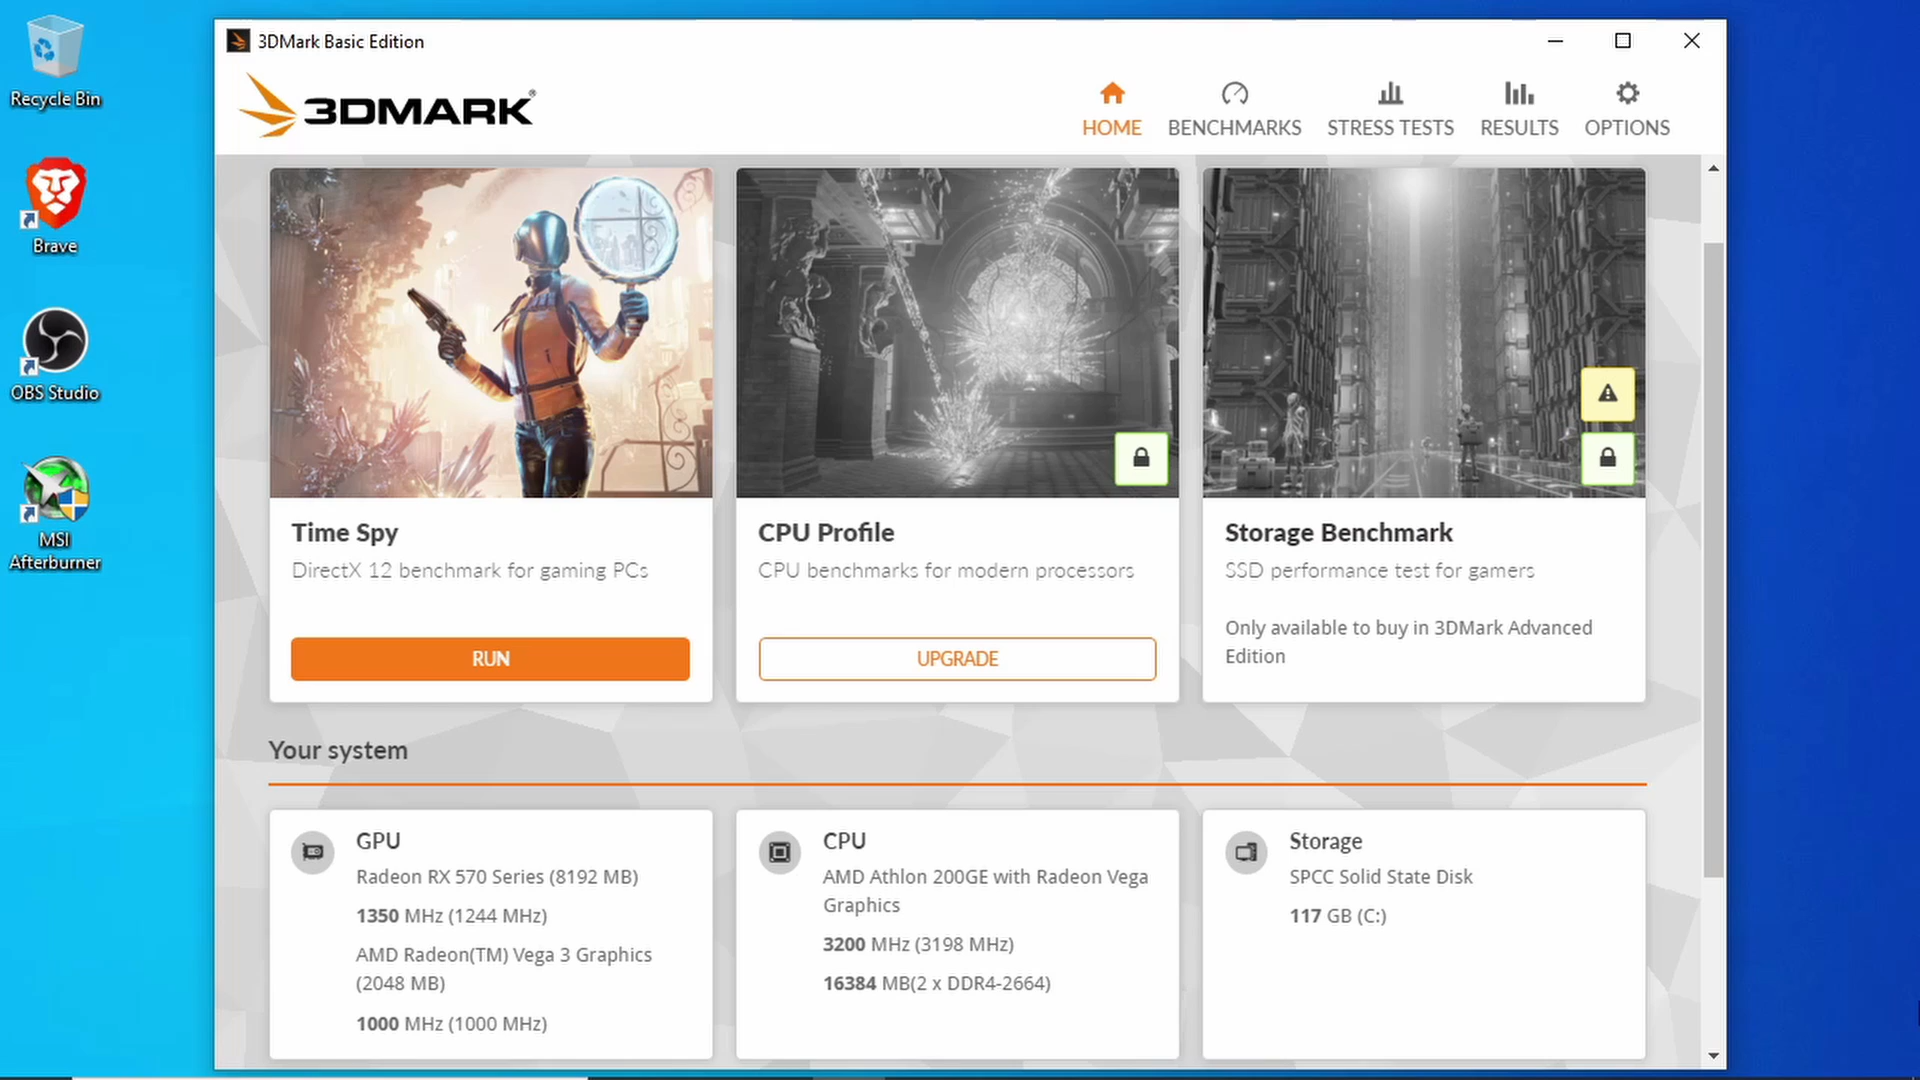 Recycle Bin
Brave
OBS Studio
MSI
Afterburner
3DMark Basic Edition
3DMARK®
HOME
BENCHMARKS
STRESS TESTS
RESULTS
OPTIONS
Time Spy
DirectX 12 benchmark for gaming PCs
RUN
CPU Profile
CPU benchmarks for modern processors
UPGRADE
Storage Benchmark
SSD performance test for gamers
Only available to buy in 3DMark Advanced
Edition
Your system
GPU
Radeon RX 570 Series (8192 MB)
1350 MHz (1244 MHz)
AMD Radeon(TM) Vega 3 Graphics
(2048 MB)
1000 MHz (1000 MHz)
CPU
AMD Athlon 200GE with Radeon Vega
Graphics
3200 MHz (3198 MHz)
16384 MB(2 x DDR4-2664)
Storage
SPCC Solid State Disk
117 GB (C:)